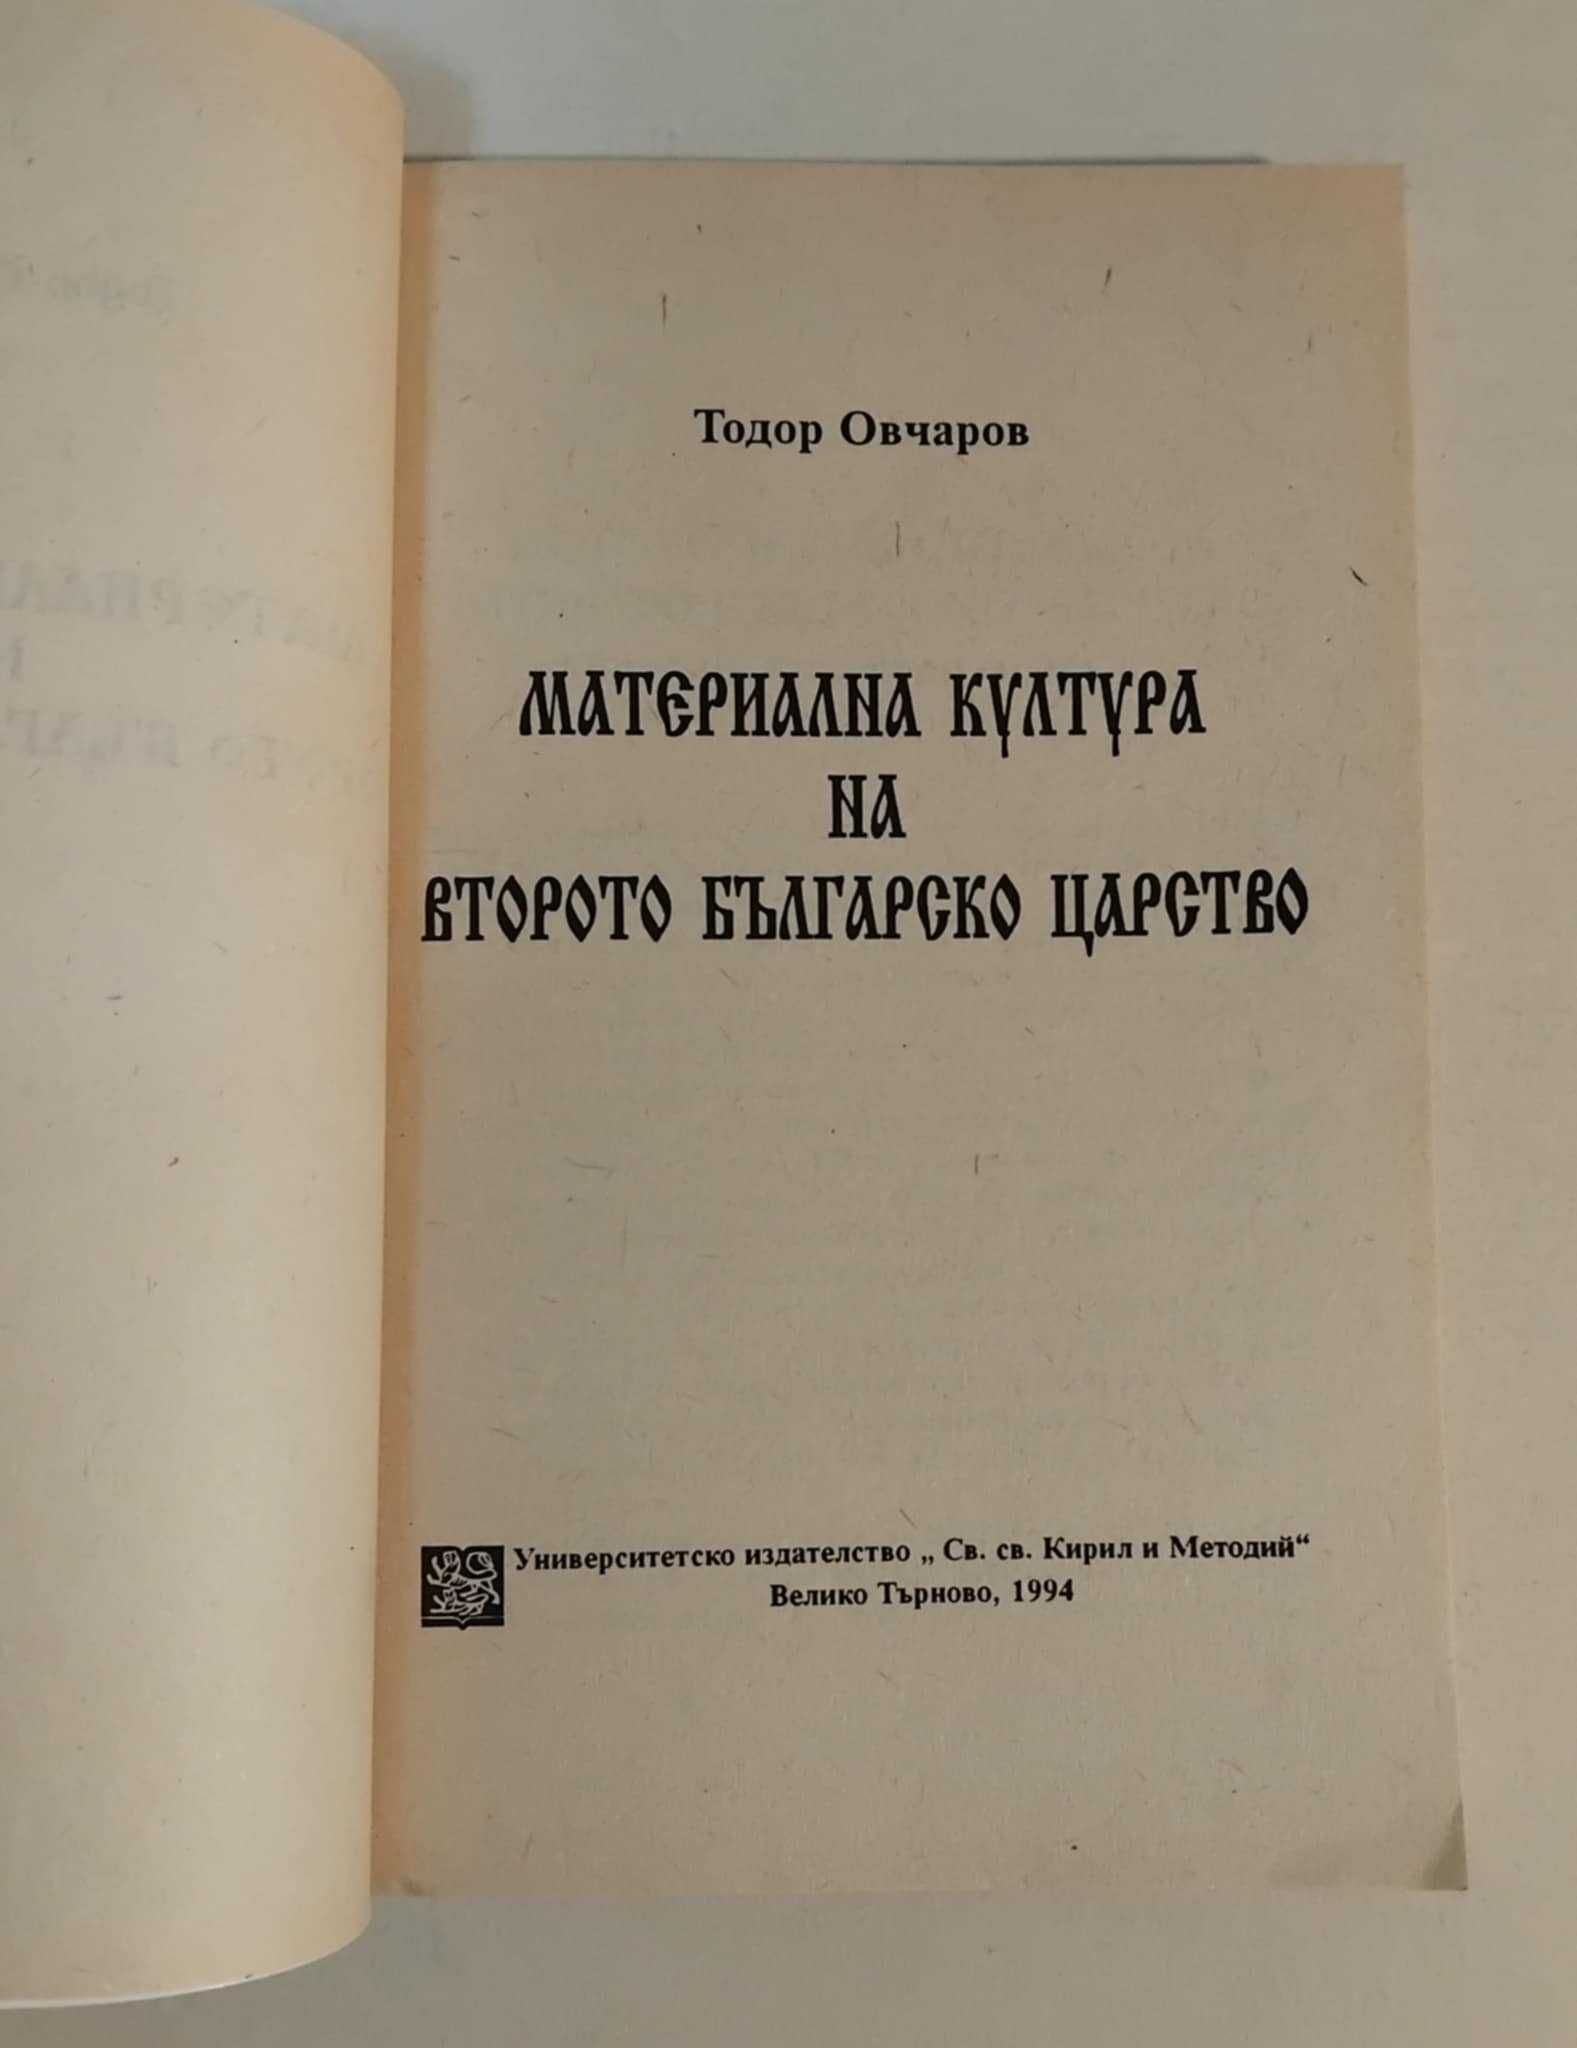 Тодор Овчаров
МАТЕРИАЛНА КУЛТУРА
НА
ВТОРОТО БЪЛГАРСКО ЦАРСТВО
Университетско издателство „ Св. св. Кирил и Методий“
Велико Търново, 1994